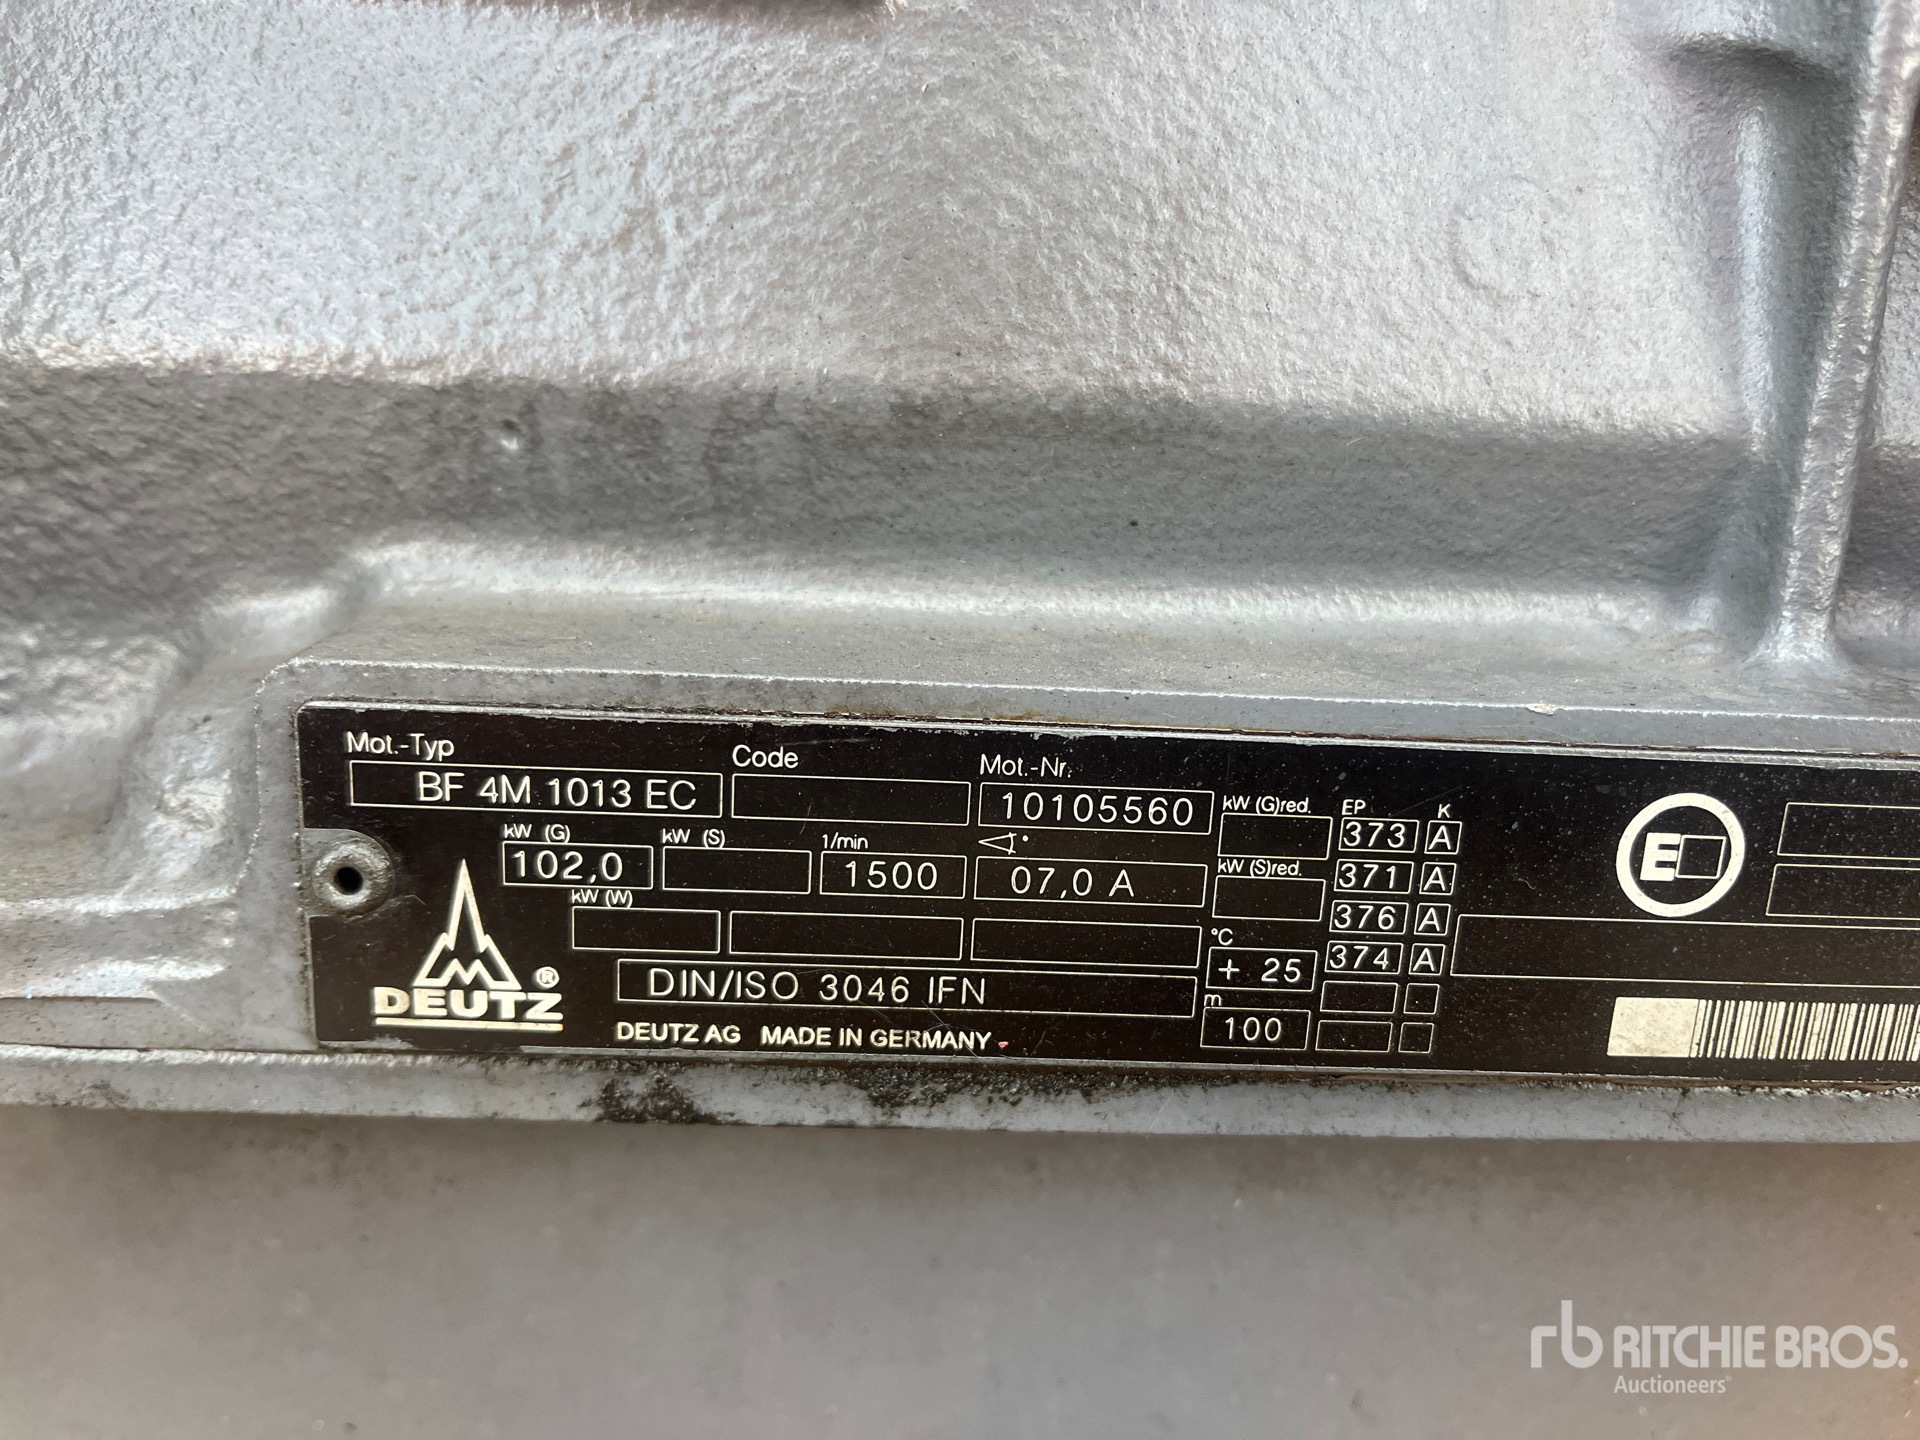 Mot.-Typ Code Mot.-Nr.
BF 4M 1013 EC 10105560 kW (G)red. EP K
373 A
kW (G) kW (S) 1/min ∢°
102,0 1500 07,0 A kW (S)red. 371 A
kW (W) 376 A
°C
+ 25 374 A
DEUTZ ® DIN/ISO 3046 IFN m
100
DEUTZ AG MADE IN GERMANY
E
rb RITCHIE BROS.
Auctioneers